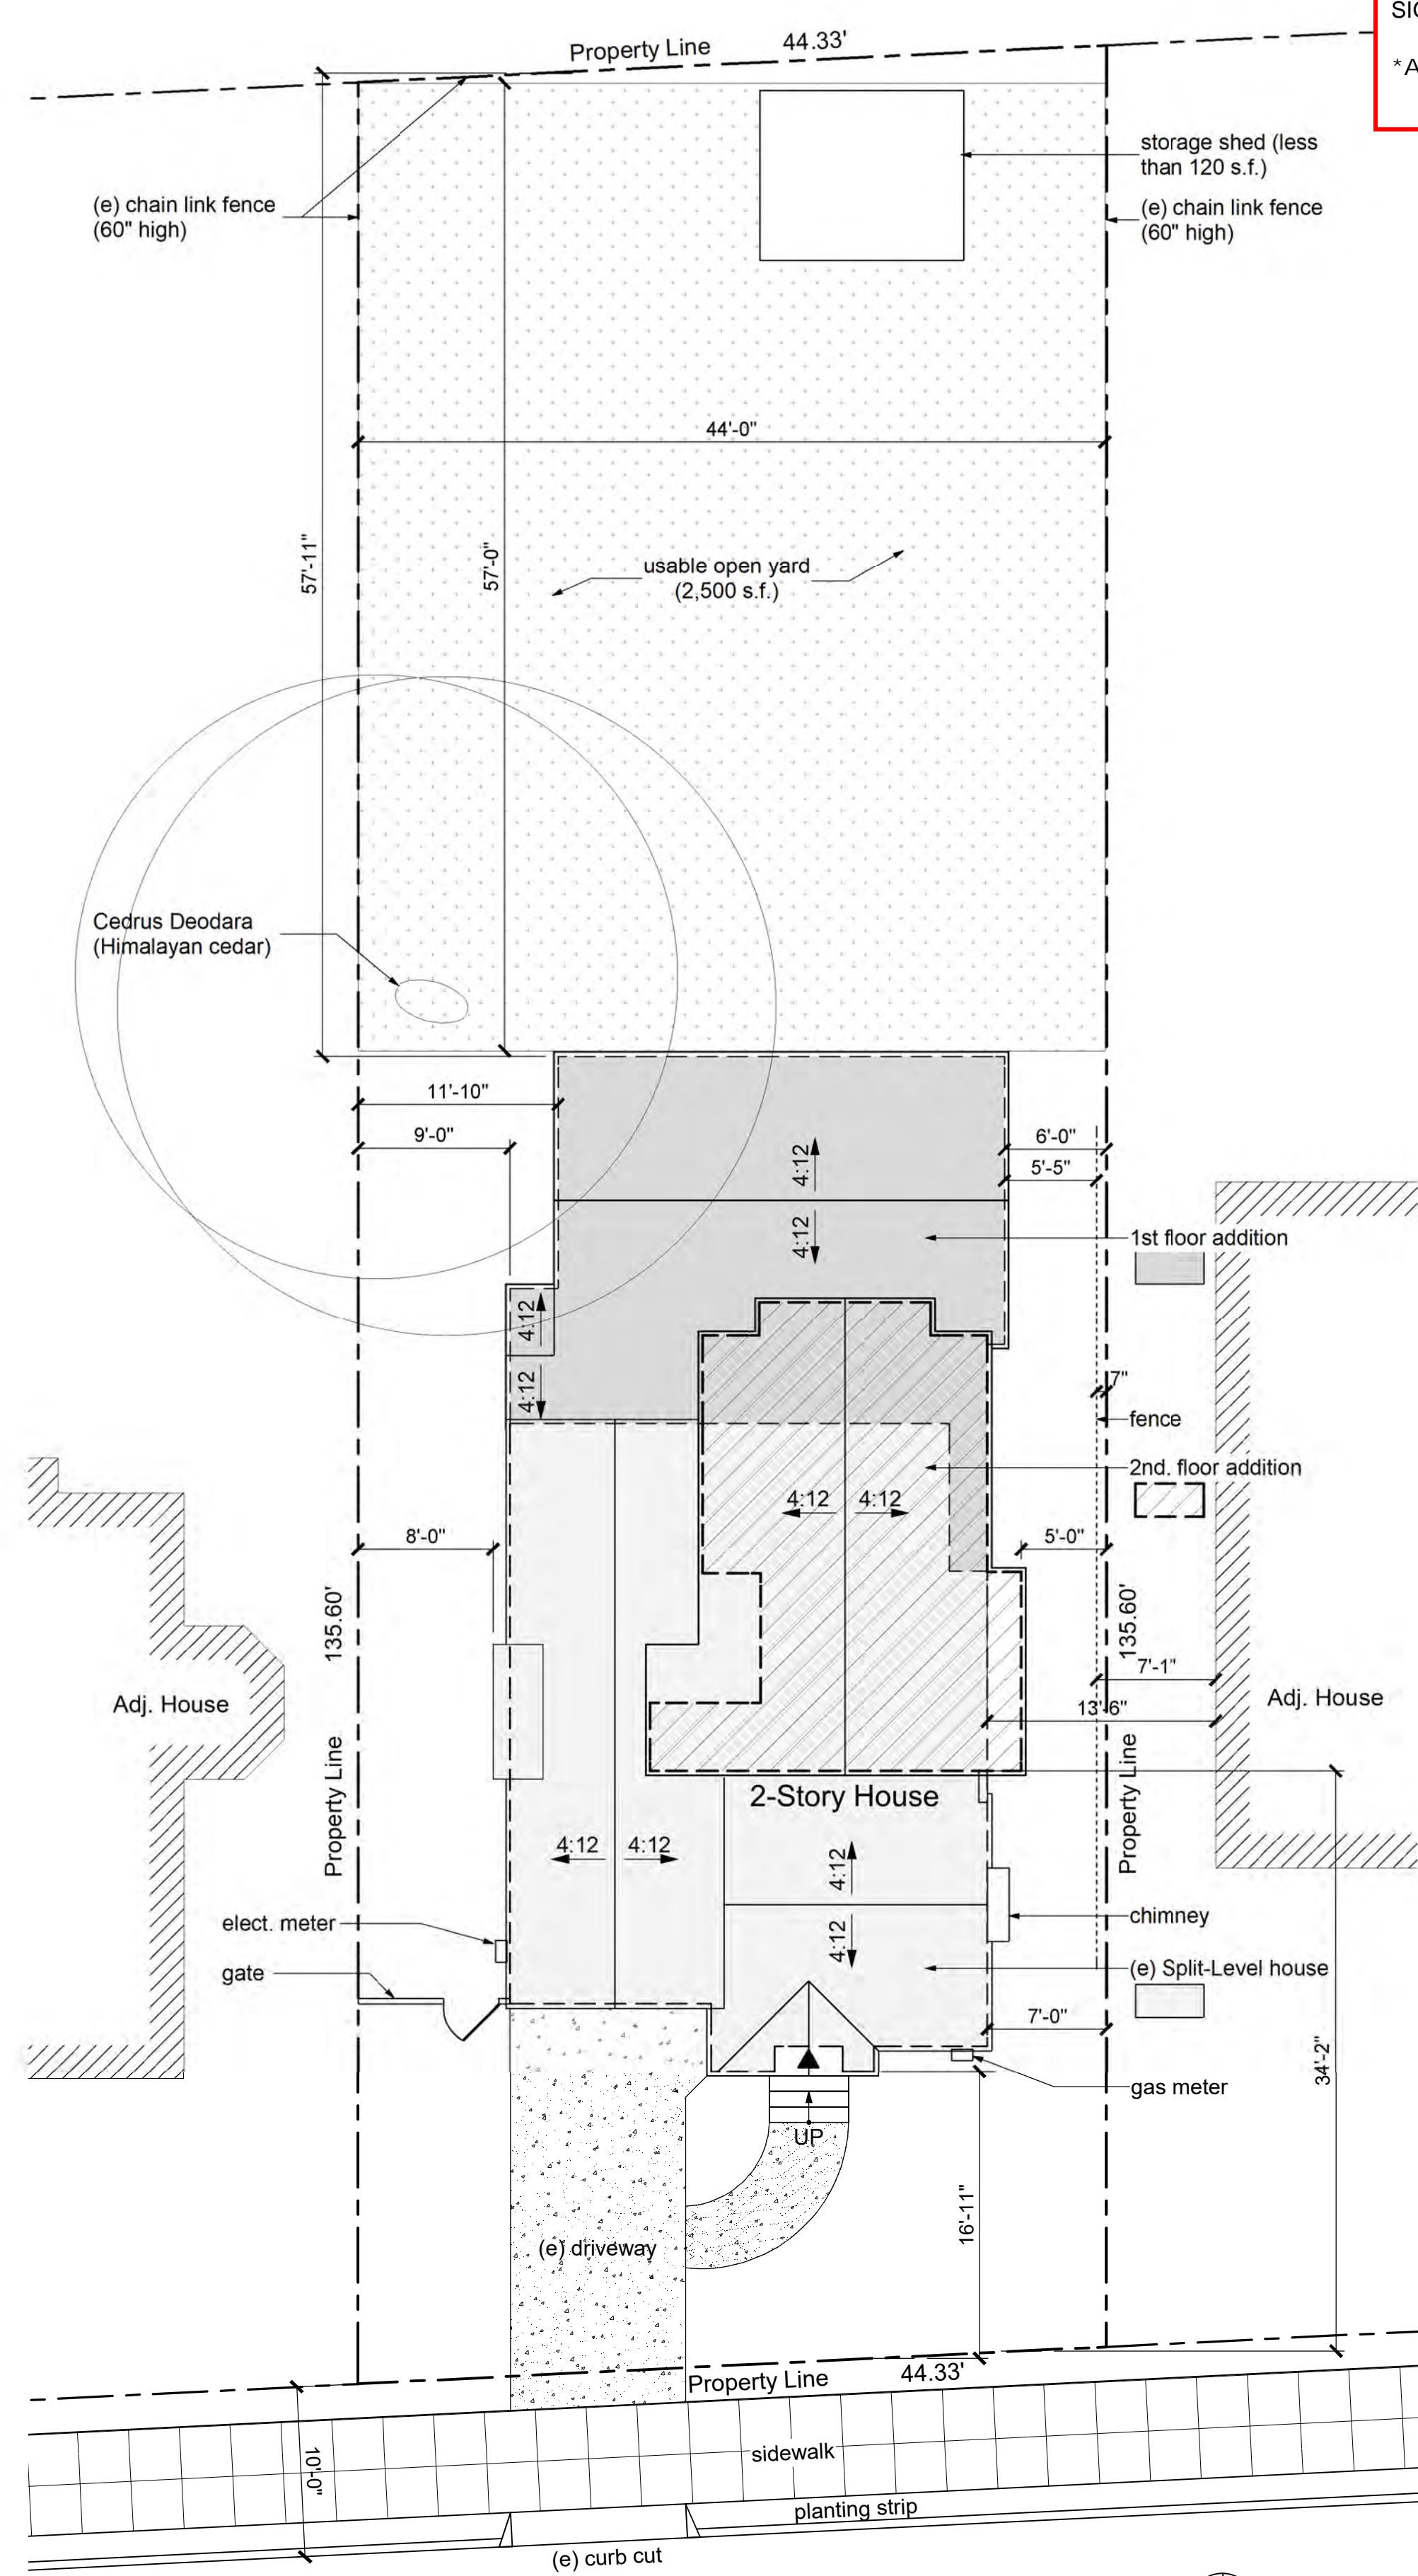 SIG
*A
Property Line 44.33'
storage shed (less
than 120 s.f.)
(e) chain link fence
(60" high)
(e) chain link fence
(60" high)
44'-0"
57'-11"
57'-0"
usable open yard
(2,500 s.f.)
Cedrus Deodara
(Himalayan cedar)
11'-10"
9'-0"
6'-0"
5'-5"
4:12
4:12
1st floor addition
4:12
4:12
7"
fence
2nd. floor addition
4:12 4:12
8'-0"
5'-0"
135.60'
135.60'
7'-1"
13'-6"
Adj. House
Adj. House
Property Line
Property Line
2-Story House
4:12 4:12
4:12
4:12
elect. meter
chimney
gate
(e) Split-Level house
7'-0"
34'-2"
gas meter
UP
16'-11"
(e) driveway
Property Line 44.33'
10'-0"
sidewalk
planting strip
(e) curb cut